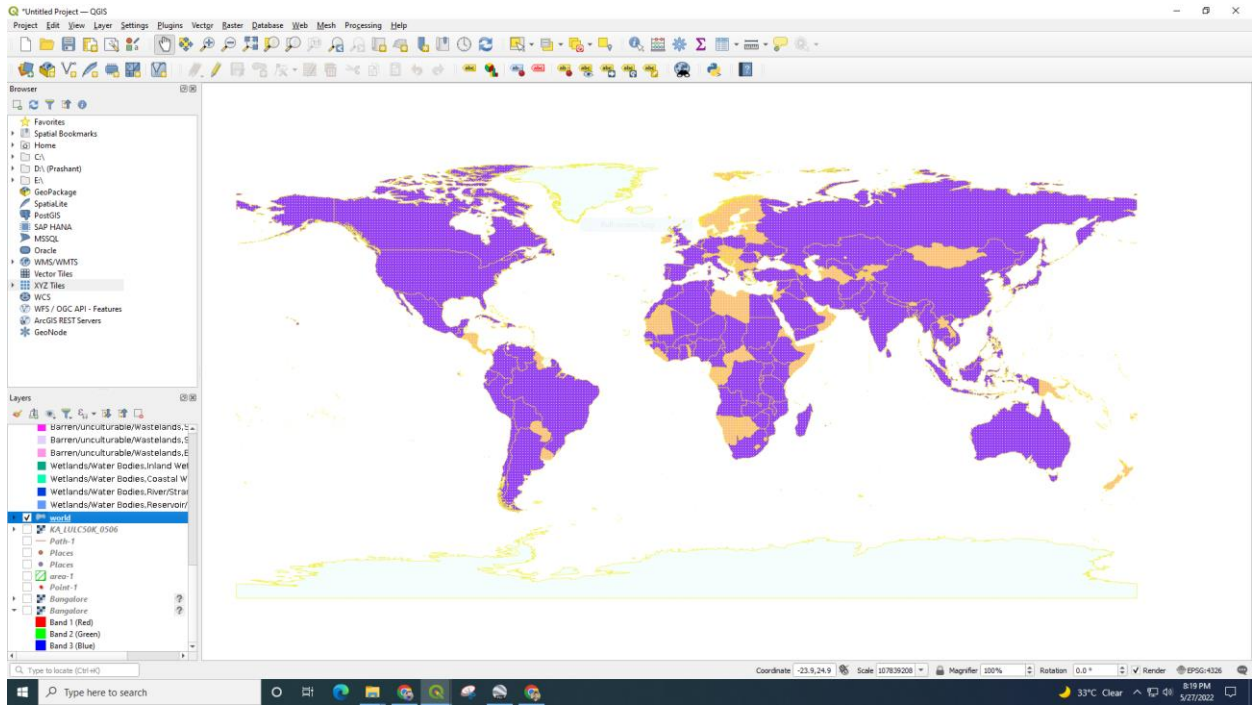 *Untitled Project — QGIS
Project Edit View Layer Settings Plugins Vector Raster Database Web Mesh Processing Help
Browser
Favorites
Spatial Bookmarks
Home
C:\
D:\ (Prashant)
E:\
GeoPackage
SpatiaLite
PostGIS
SAP HANA
MSSQL
Oracle
WMS/WMTS
Vector Tiles
XYZ Tiles
WCS
WFS / OGC API - Features
ArcGIS REST Servers
GeoNode
Layers
Barren/unculturable/Wastelands,S
Barren/unculturable/Wastelands,S
Barren/unculturable/Wastelands,E
Wetlands/Water Bodies,Inland Wet
Wetlands/Water Bodies,Coastal W
Wetlands/Water Bodies,River/Strea
Wetlands/Water Bodies,Reservoir/
world
KA_LULC50K_0506
Path-1
Places
Places
area-1
Point-1
Bangalore ?
Bangalore ?
Band 1 (Red)
Band 2 (Green)
Band 3 (Blue)
Type to locate (Ctrl+K)
Coordinate -23.9,24.9 Scale 1:107839208 Magnifier 100% Rotation 0.0 ° Render EPSG:4326
Type here to search
33°C Clear
8:19 PM
5/27/2022